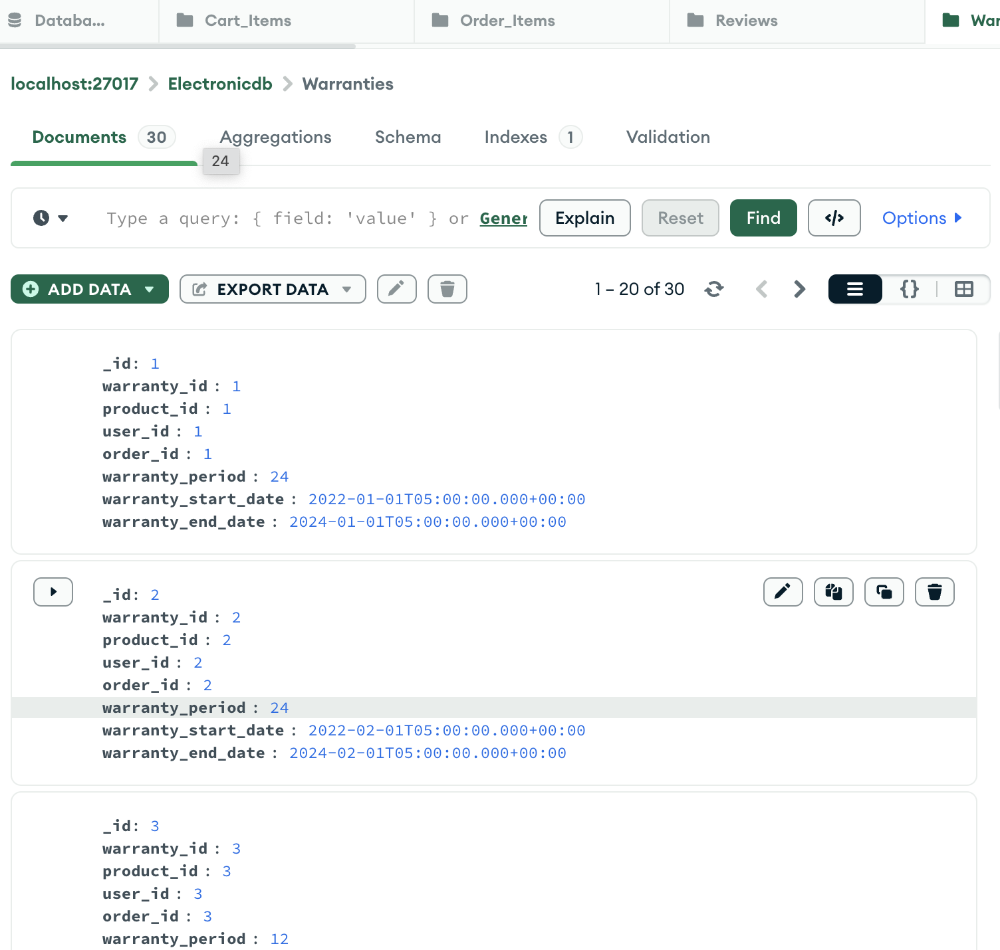 Databa...
Cart_Items
Order_Items
Reviews
War
localhost:27017 > Electronicdb > Warranties
Documents 30 Aggregations Schema Indexes 1 Validation
24
Type a query: { field: 'value' } or Gener
Explain Reset Find </> Options
ADD DATA EXPORT DATA 1 – 20 of 30 {}
_id: 1
warranty_id : 1
product_id : 1
user_id : 1
order_id : 1
warranty_period : 24
warranty_start_date : 2022-01-01T05:00:00.000+00:00
warranty_end_date : 2024-01-01T05:00:00.000+00:00
_id: 2
warranty_id : 2
product_id : 2
user_id : 2
order_id : 2
warranty_period : 24
warranty_start_date : 2022-02-01T05:00:00.000+00:00
warranty_end_date : 2024-02-01T05:00:00.000+00:00
_id: 3
warranty_id : 3
product_id : 3
user_id : 3
order_id : 3
warranty_period : 12